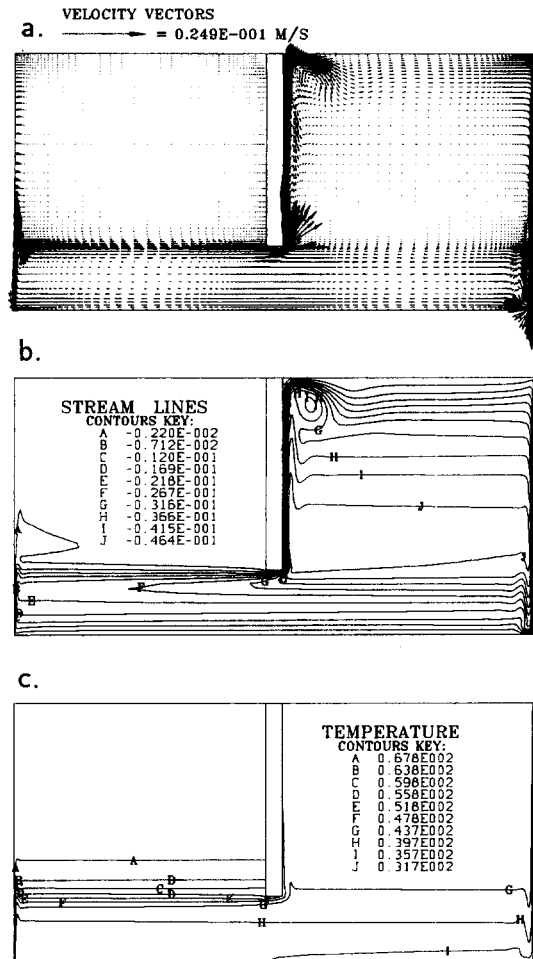 VELOCITY VECTORS
a.
= 0.249E-001 M/S
b.
STREAM LINES
CONTOURS KEY:
A -0.220E-002
B -0.712E-002
C -0.120E-001
D -0.169E-001
E -0.218E-001
F -0.267E-001
G -0.316E-001
H -0.366E-001
I -0.415E-001
J -0.464E-001
G
H
I
J
A
F
E
c.
TEMPERATURE
CONTOURS KEY:
A 0.678E002
B 0.638E002
C 0.598E002
D 0.558E002
E 0.518E002
F 0.478E002
G 0.437E002
H 0.397E002
I 0.357E002
J 0.317E002
A
B D
C
D
E E
F G G
H H
I